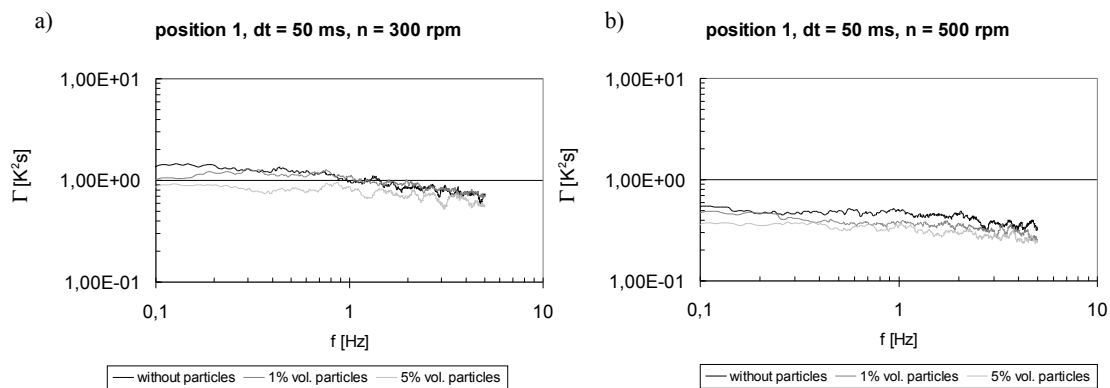 a)
position 1, dt = 50 ms, n = 300 rpm
1,00E+01
1,00E+00
1,00E-01
Γ [K²s]
0,1
1
10
f [Hz]
without particles
1% vol. particles
5% vol. particles
b)
position 1, dt = 50 ms, n = 500 rpm
1,00E+01
1,00E+00
1,00E-01
Γ [K²s]
0,1
1
10
f [Hz]
without particles
1% vol. particles
5% vol. particles